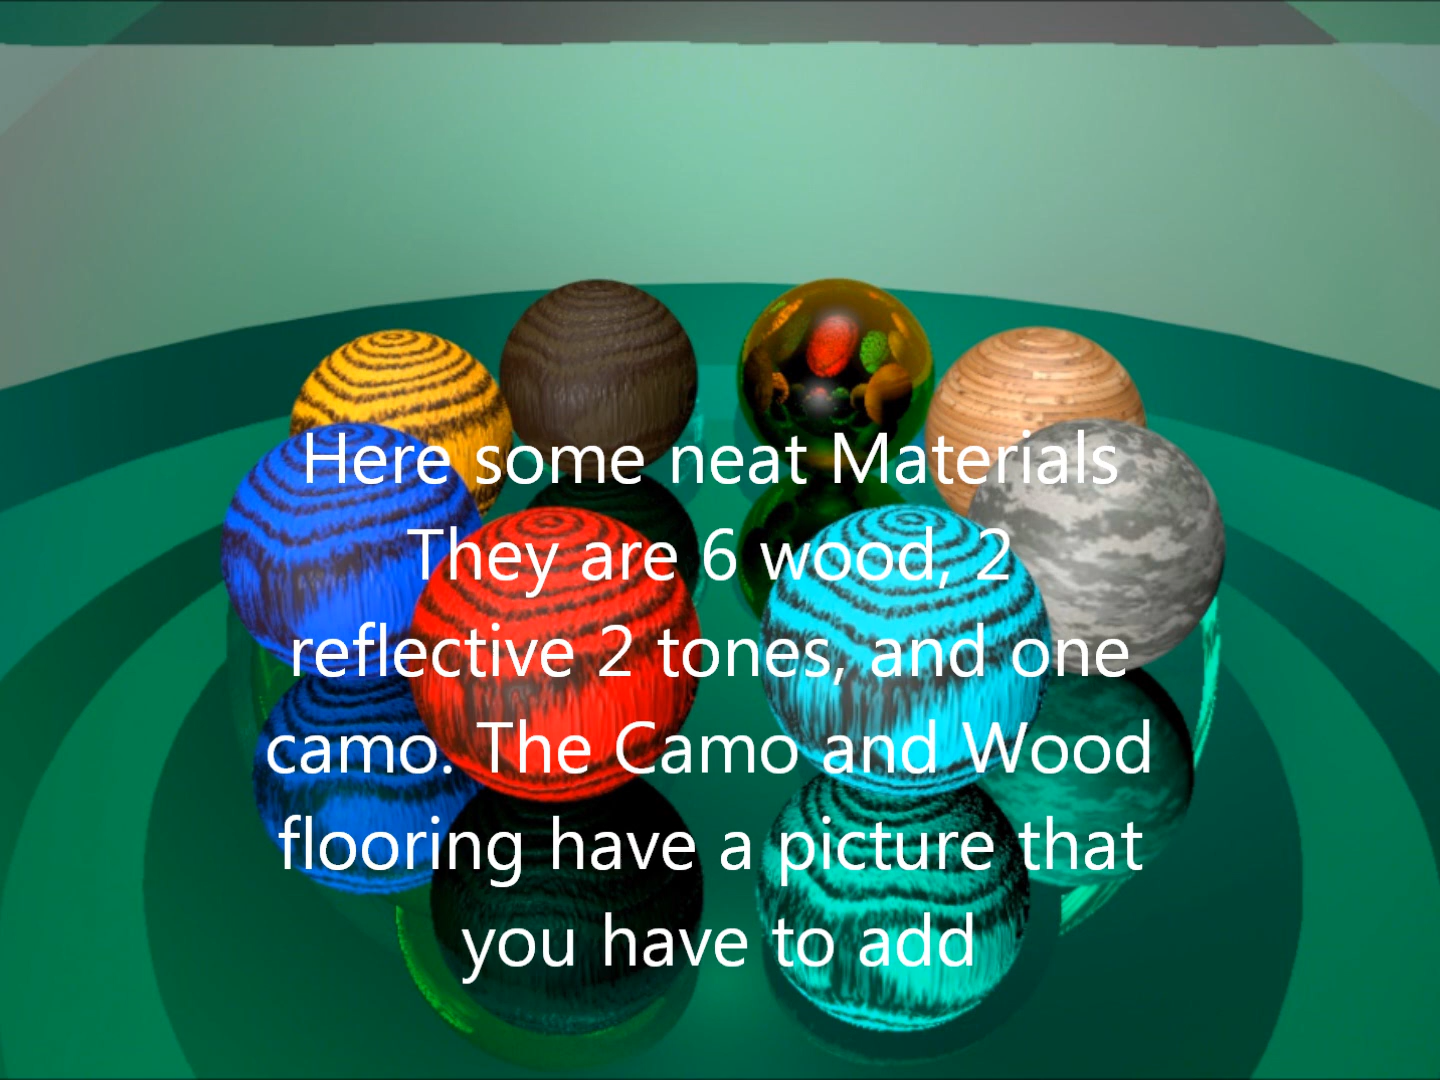 Here some neat Materials
They are 6 wood, 2
reflective 2 tones, and one
camo. The Camo and Wood
flooring have a picture that
you have to add